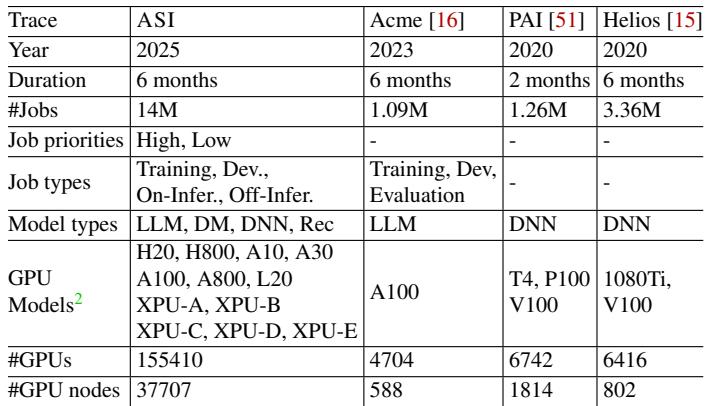 Trace ASI Acme [16] PAI [51] Helios [15]
Year 2025 2023 2020 2020
Duration 6 months 6 months 2 months 6 months
#Jobs 14M 1.09M 1.26M 3.36M
Job priorities High, Low - - -
Job types Training, Dev., On-Infer., Off-Infer. Training, Dev, Evaluation - -
Model types LLM, DM, DNN, Rec LLM DNN DNN
GPU Models2 H20, H800, A10, A30 A100, A800, L20 XPU-A, XPU-B XPU-C, XPU-D, XPU-E A100 T4, P100 V100 1080Ti, V100
#GPUs 155410 4704 6742 6416
#GPU nodes 37707 588 1814 802